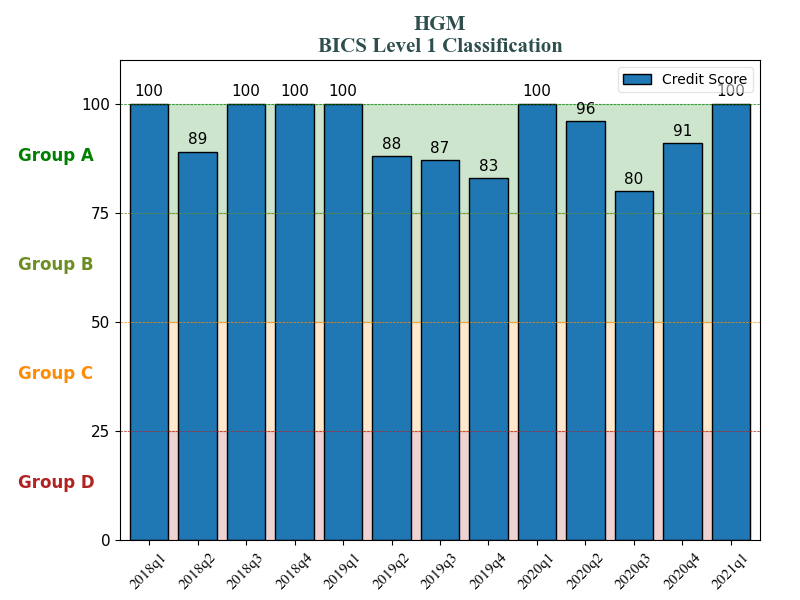 HGM
BICS Level 1 Classification
Credit Score
100 89 100 100 100 88 87 83 100 96 80 91 100
100
Group A
75
Group B
50
Group C
25
Group D
0
2018q1 2018q2 2018q3 2018q4 2019q1 2019q2 2019q3 2019q4 2020q1 2020q2 2020q3 2020q4 2021q1